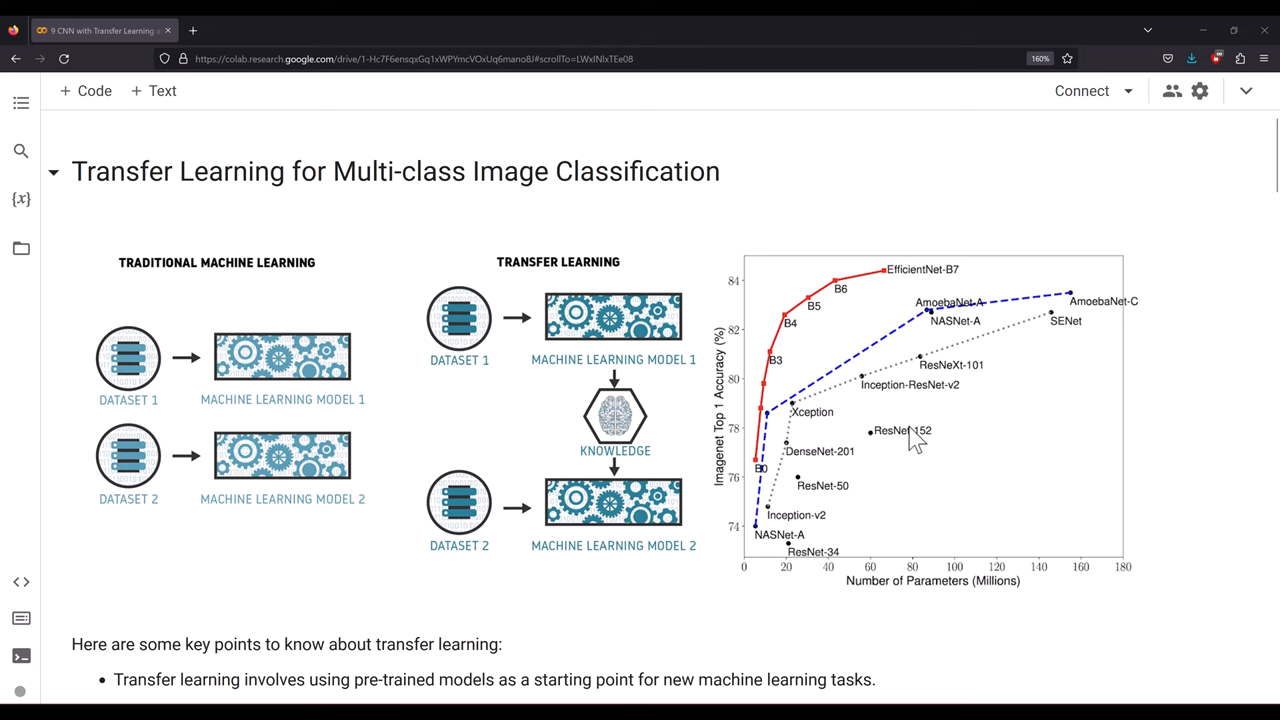 9 CNN with Transfer Learning a
https://colab.research.google.com/drive/1-Hc7F6ensqxGq1xWPYmcVOxUq6mano8J#scrollTo=LWxINIxTEe08
160%
+ Code + Text
Connect
{x}
Transfer Learning for Multi-class Image Classification
TRADITIONAL MACHINE LEARNING
DATASET 1
MACHINE LEARNING MODEL 1
DATASET 2
MACHINE LEARNING MODEL 2
TRANSFER LEARNING
DATASET 1
MACHINE LEARNING MODEL 1
KNOWLEDGE
DATASET 2
MACHINE LEARNING MODEL 2
Imagenet Top 1 Accuracy (%)
84
82
80
78
76
74
EfficientNet-B7
B6
B5
B4
B3
B0
AmoebaNet-A
AmoebaNet-C
NASNet-A
SENet
ResNeXt-101
Inception-ResNet-v2
Xception
ResNet-152
DenseNet-201
ResNet-50
Inception-v2
NASNet-A
ResNet-34
0 20 40 60 80 100 120 140 160 180
Number of Parameters (Millions)
Here are some key points to know about transfer learning:
• Transfer learning involves using pre-trained models as a starting point for new machine learning tasks.